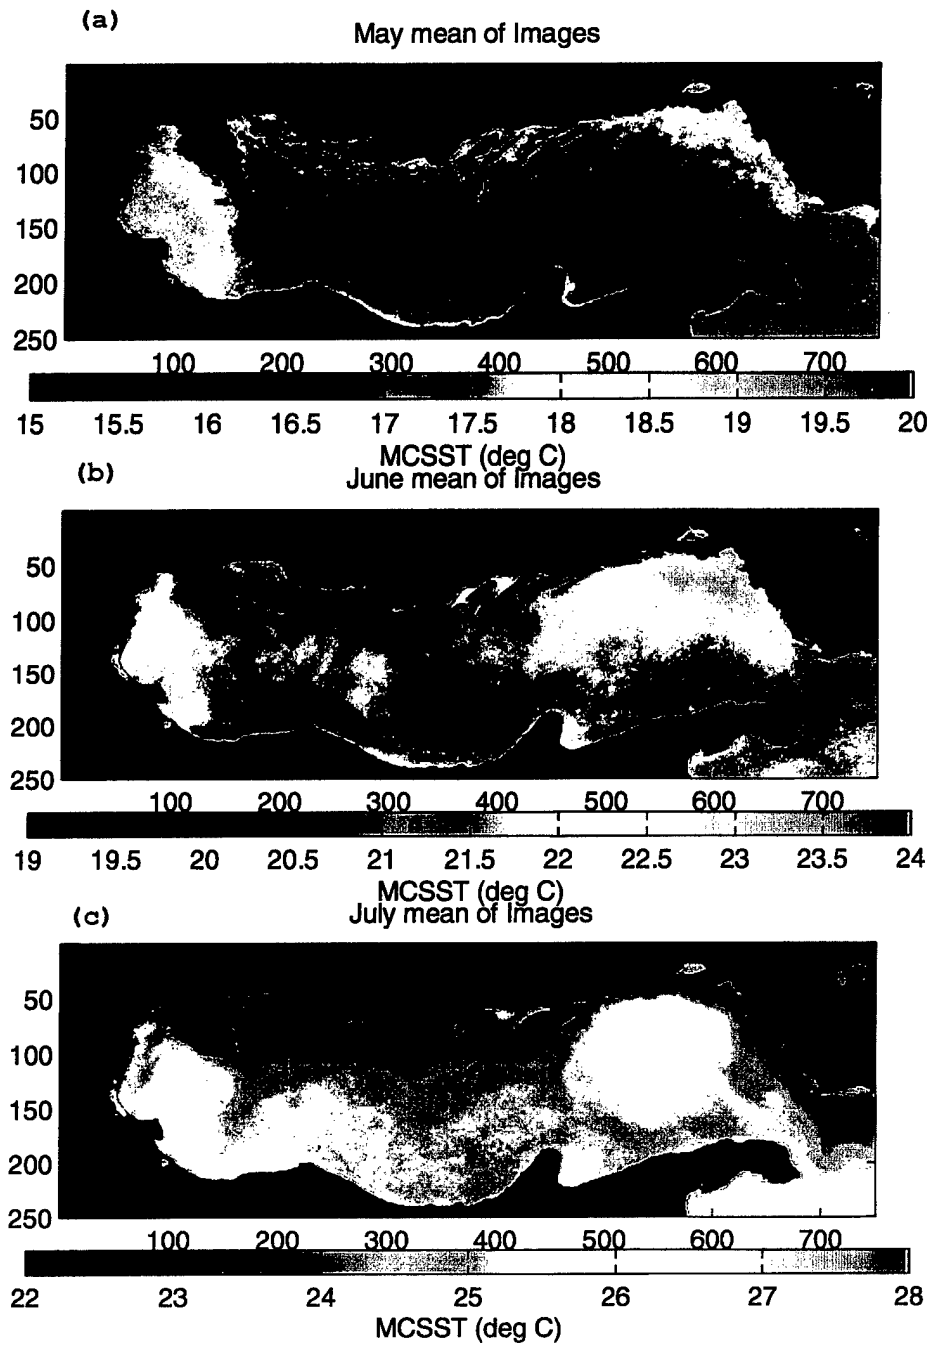 (a)
May mean of Images
50
100
150
200
250
100 200 300 400 500 600 700
15 15.5 16 16.5 17 17.5 18 18.5 19 19.5 20
MCSST (deg C)
(b)
June mean of Images
50
100
150
200
250
100 200 300 400 500 600 700
19 19.5 20 20.5 21 21.5 22 22.5 23 23.5 24
MCSST (deg C)
(c)
July mean of Images
50
100
150
200
250
100 200 300 400 500 600 700
22 23 24 25 26 27 28
MCSST (deg C)